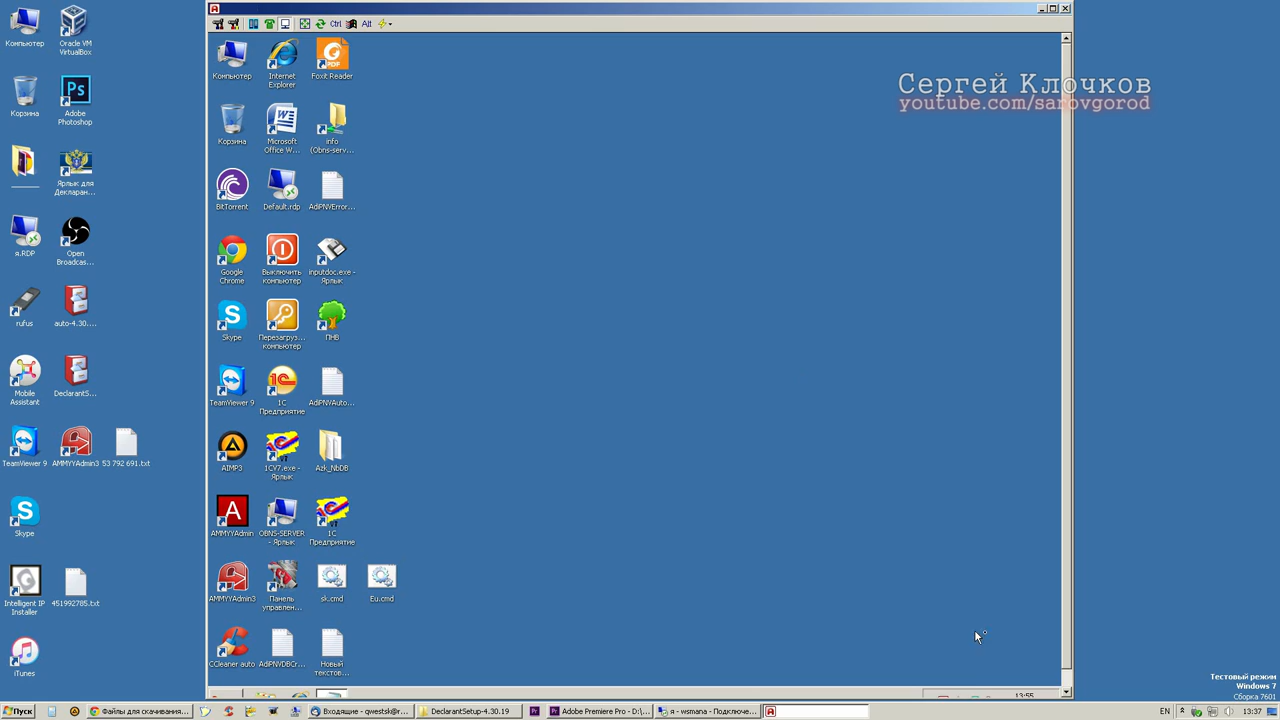 Ctrl
Alt
Сергей Клочков
youtube.com/sarovgorod
Компьютер
Oracle VM
VirtualBox
Корзина
Adobe
Photoshop
Ярлык для
Декларан...
я.RDP
Open
Broadcas...
rufus
auto-4.30....
Mobile
Assistant
DeclarantS...
TeamViewer 9
AMMYYAdmin3
53 792 691.txt
Skype
Intelligent IP
Installer
451992785.txt
iTunes
Компьютер
Internet
Explorer
Foxit Reader
Корзина
Microsoft
Office W...
info
(Obns-serv...
BitTorrent
Default.rdp
AdiPNVError...
Google
Chrome
Выключить
компьютер
inputdoc.exe -
Ярлык
Skype
Перезагруз...
компьютер
ПНВ
TeamViewer 9
1С
Предприятие
AdiPNVAuto...
AIMP3
1CV7.exe -
Ярлык
Azk_NbDB
AMMYYAdmin
OBNS-SERVER
- Ярлык
1С
Предприятие
AMMYYAdmin3
Панель
управлен...
sk.cmd
Eu.cmd
CCleaner auto
AdiPNVDBCr...
Новый
текстов...
13:55
Тестовый режим
Windows 7
Сборка 7601
Пуск
Файлы для скачивания...
Входящие - qwestsk@r...
DeclarantSetup-4.30.19
Adobe Premiere Pro - D:\...
я - wsmana - Подключе...
EN
13:37